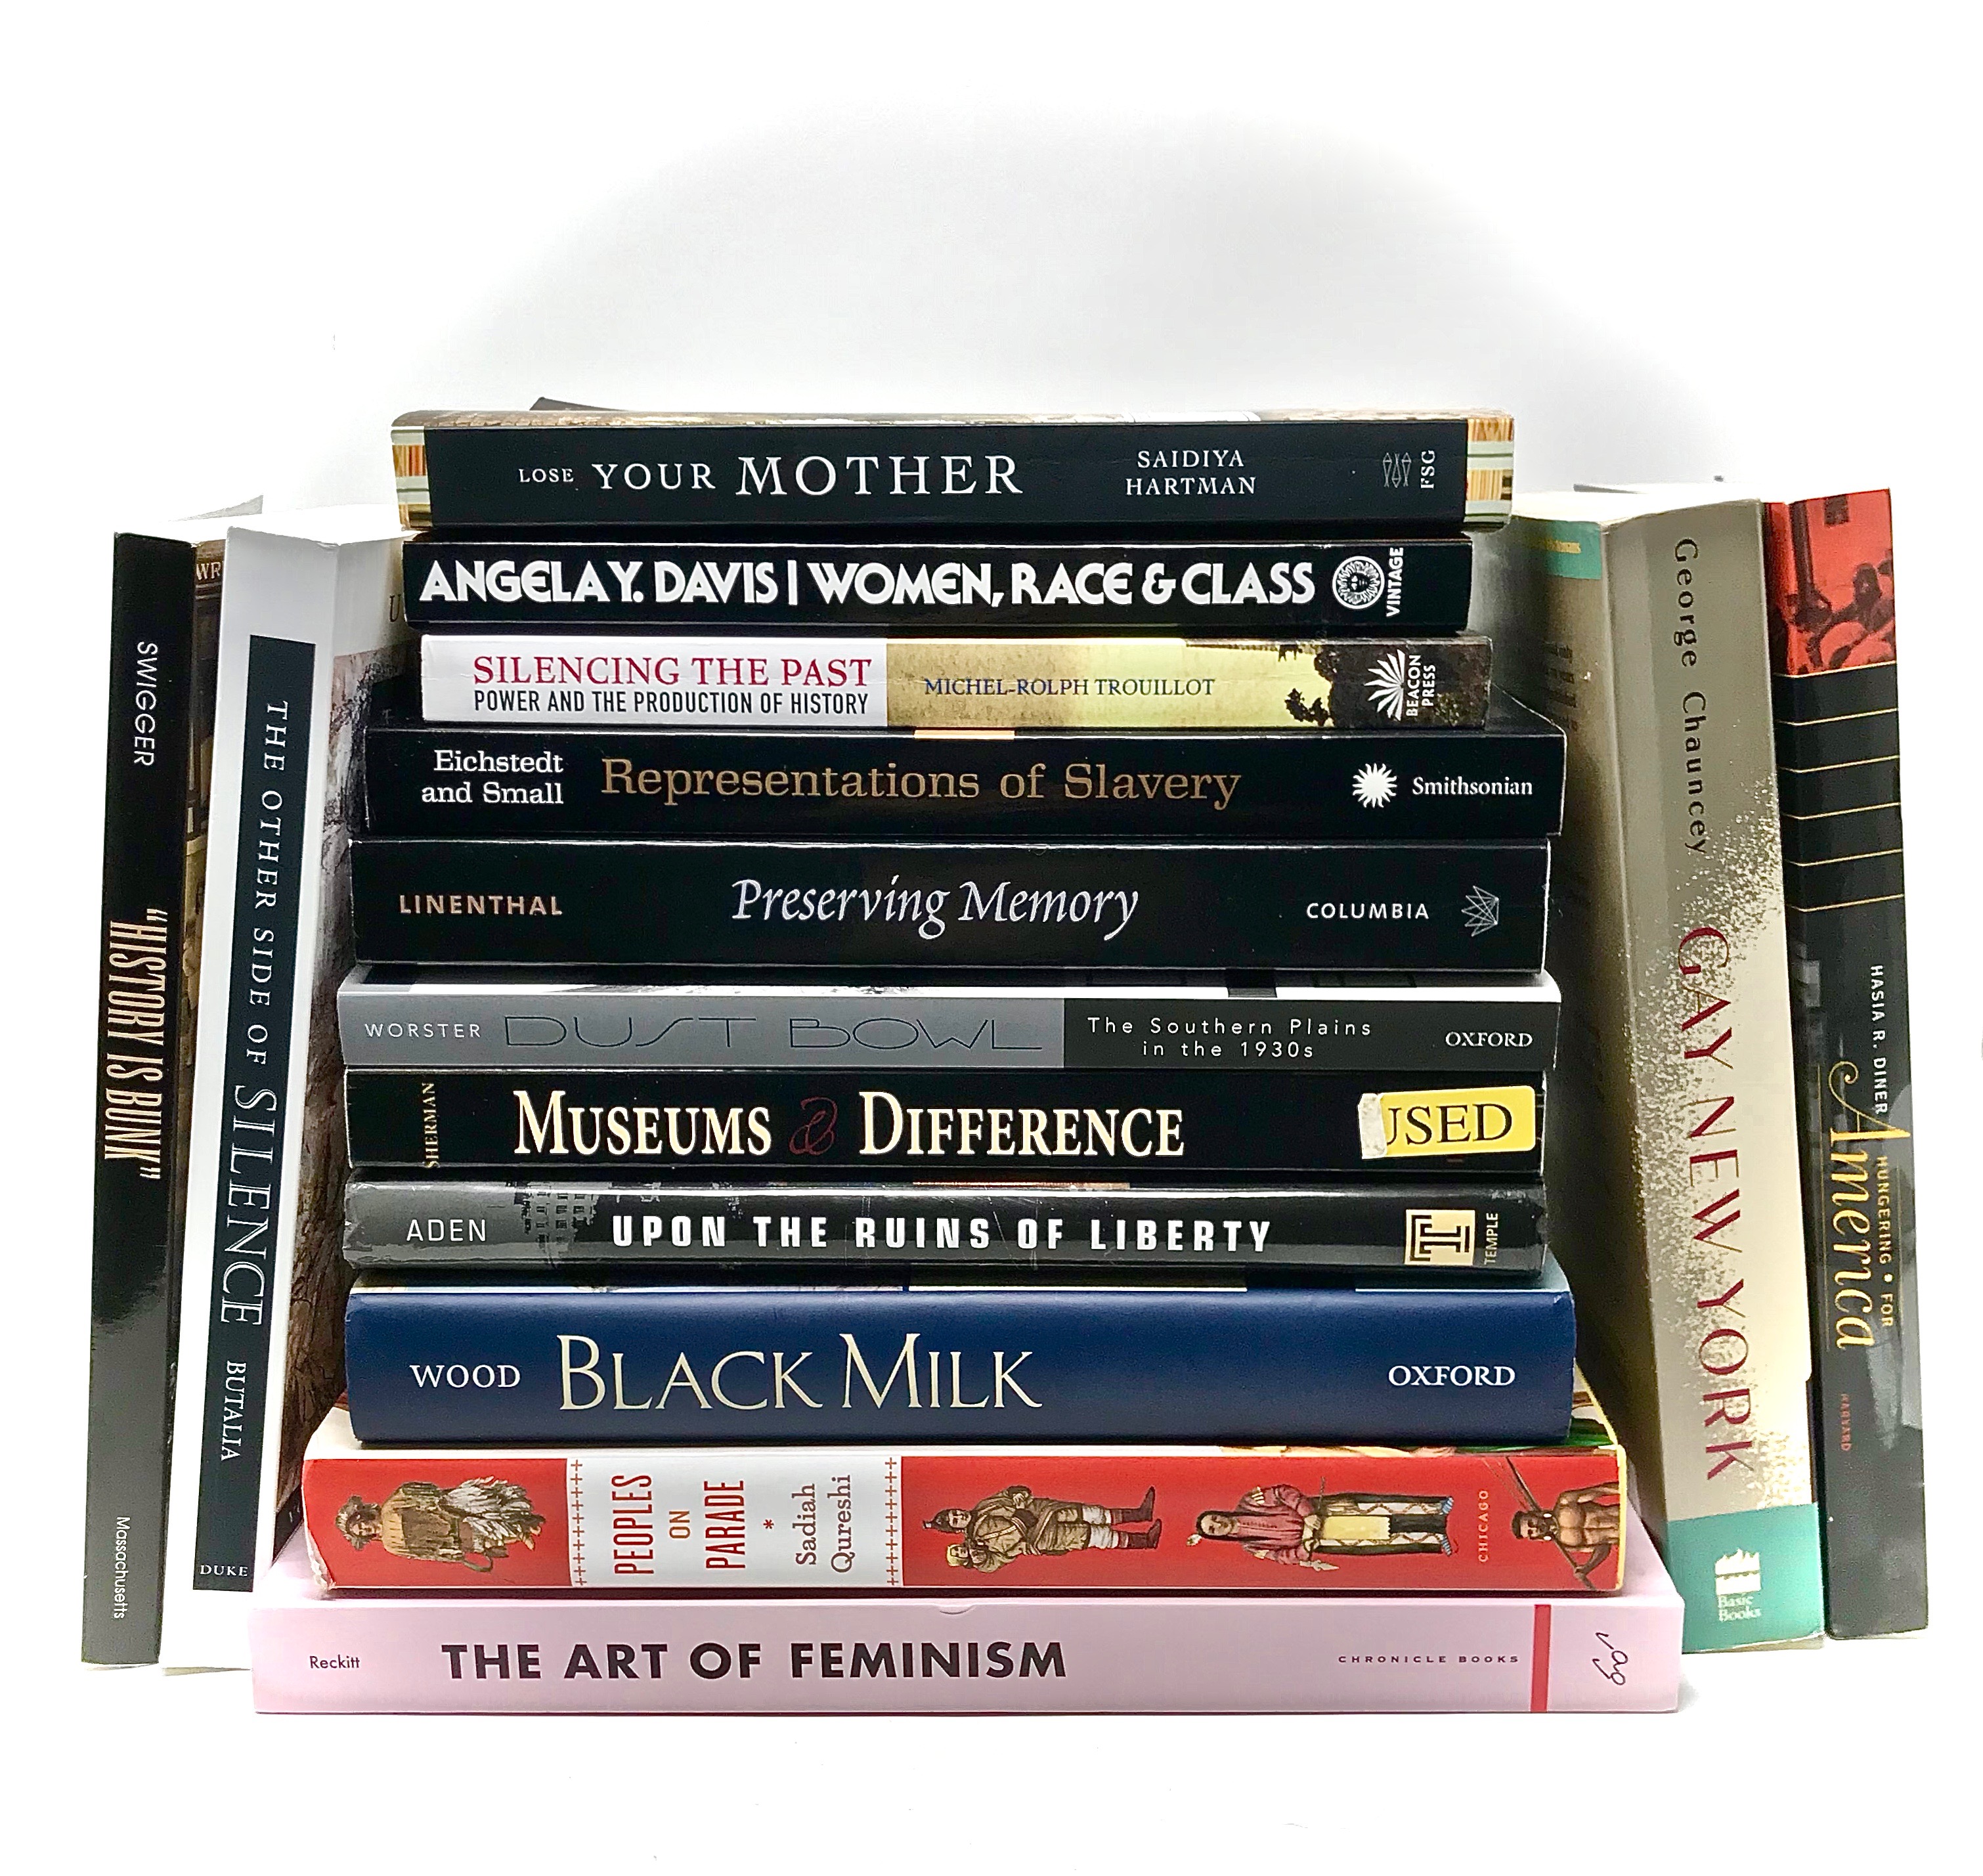 SWIGGER
"HISTORY IS BUNK"
Massachusetts
THE OTHER SIDE OF SILENCE
BUTALIA
DUKE
LOSE YOUR MOTHER
SAIDIYA
HARTMAN
FSG
ANGELA Y. DAVIS | WOMEN, RACE & CLASS
VINTAGE
SILENCING THE PAST
POWER AND THE PRODUCTION OF HISTORY
MICHEL-ROLPH TROUILLOT
BEACON
PRESS
Eichstedt
and Small
Representations of Slavery
Smithsonian
LINENTHAL
Preserving Memory
COLUMBIA
WORSTER
DUST BOWL
The Southern Plains
in the 1930s
OXFORD
SHERMAN
MUSEUMS & DIFFERENCE
USED
ADEN
UPON THE RUINS OF LIBERTY
TEMPLE
WOOD
BLACK MILK
OXFORD
PEOPLES
ON
PARADE
*
Sadiah
Qureshi
CHICAGO
Reckitt
THE ART OF FEMINISM
CHRONICLE BOOKS
George Chauncey
GAY NEW YORK
Basic
Books
HASIA R. DINER
HUNGERING • FOR
America
HARVARD